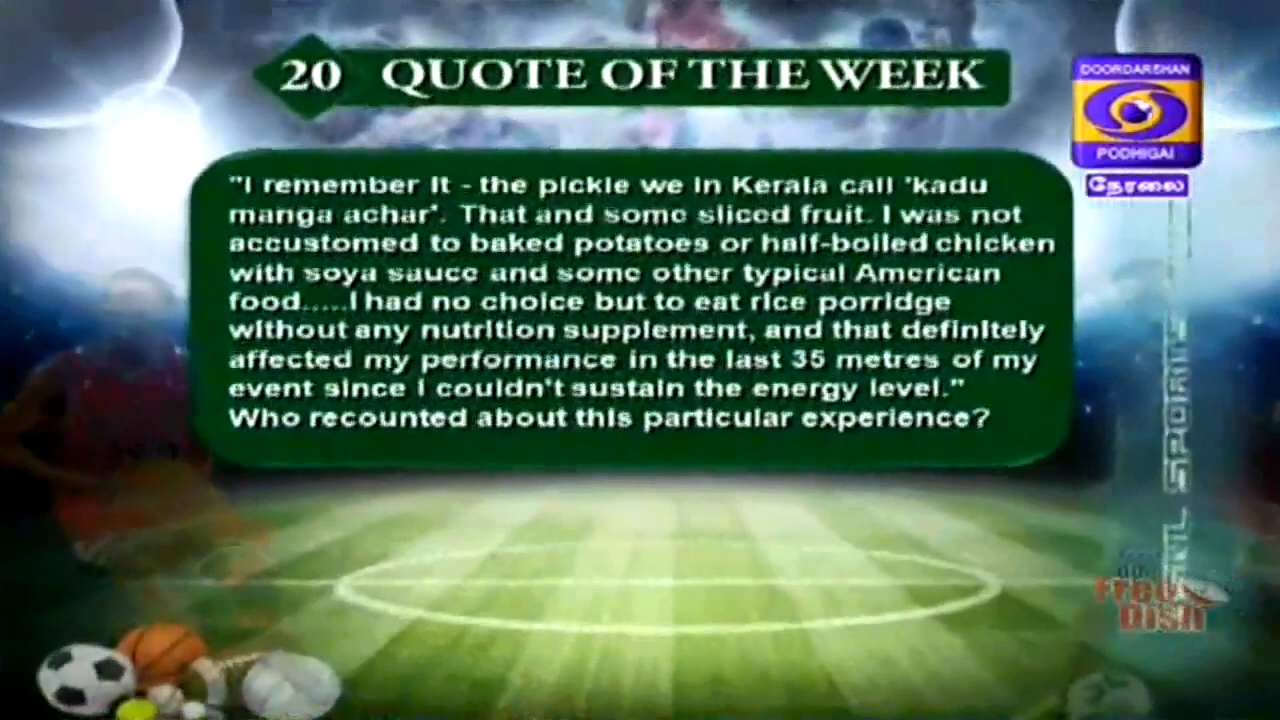 20 QUOTE OF THE WEEK
DOORDARSHAN
PODHIGAI
நேரலை
"I remember it - the pickle we in Kerala call 'kadu
manga achar'. That and some sliced fruit. I was not
accustomed to baked potatoes or half-boiled chicken
with soya sauce and some other typical American
food.....I had no choice but to eat rice porridge
without any nutrition supplement, and that definitely
affected my performance in the last 35 metres of my
event since I couldn't sustain the energy level."
Who recounted about this particular experience?
SPORTS
Free
Dish